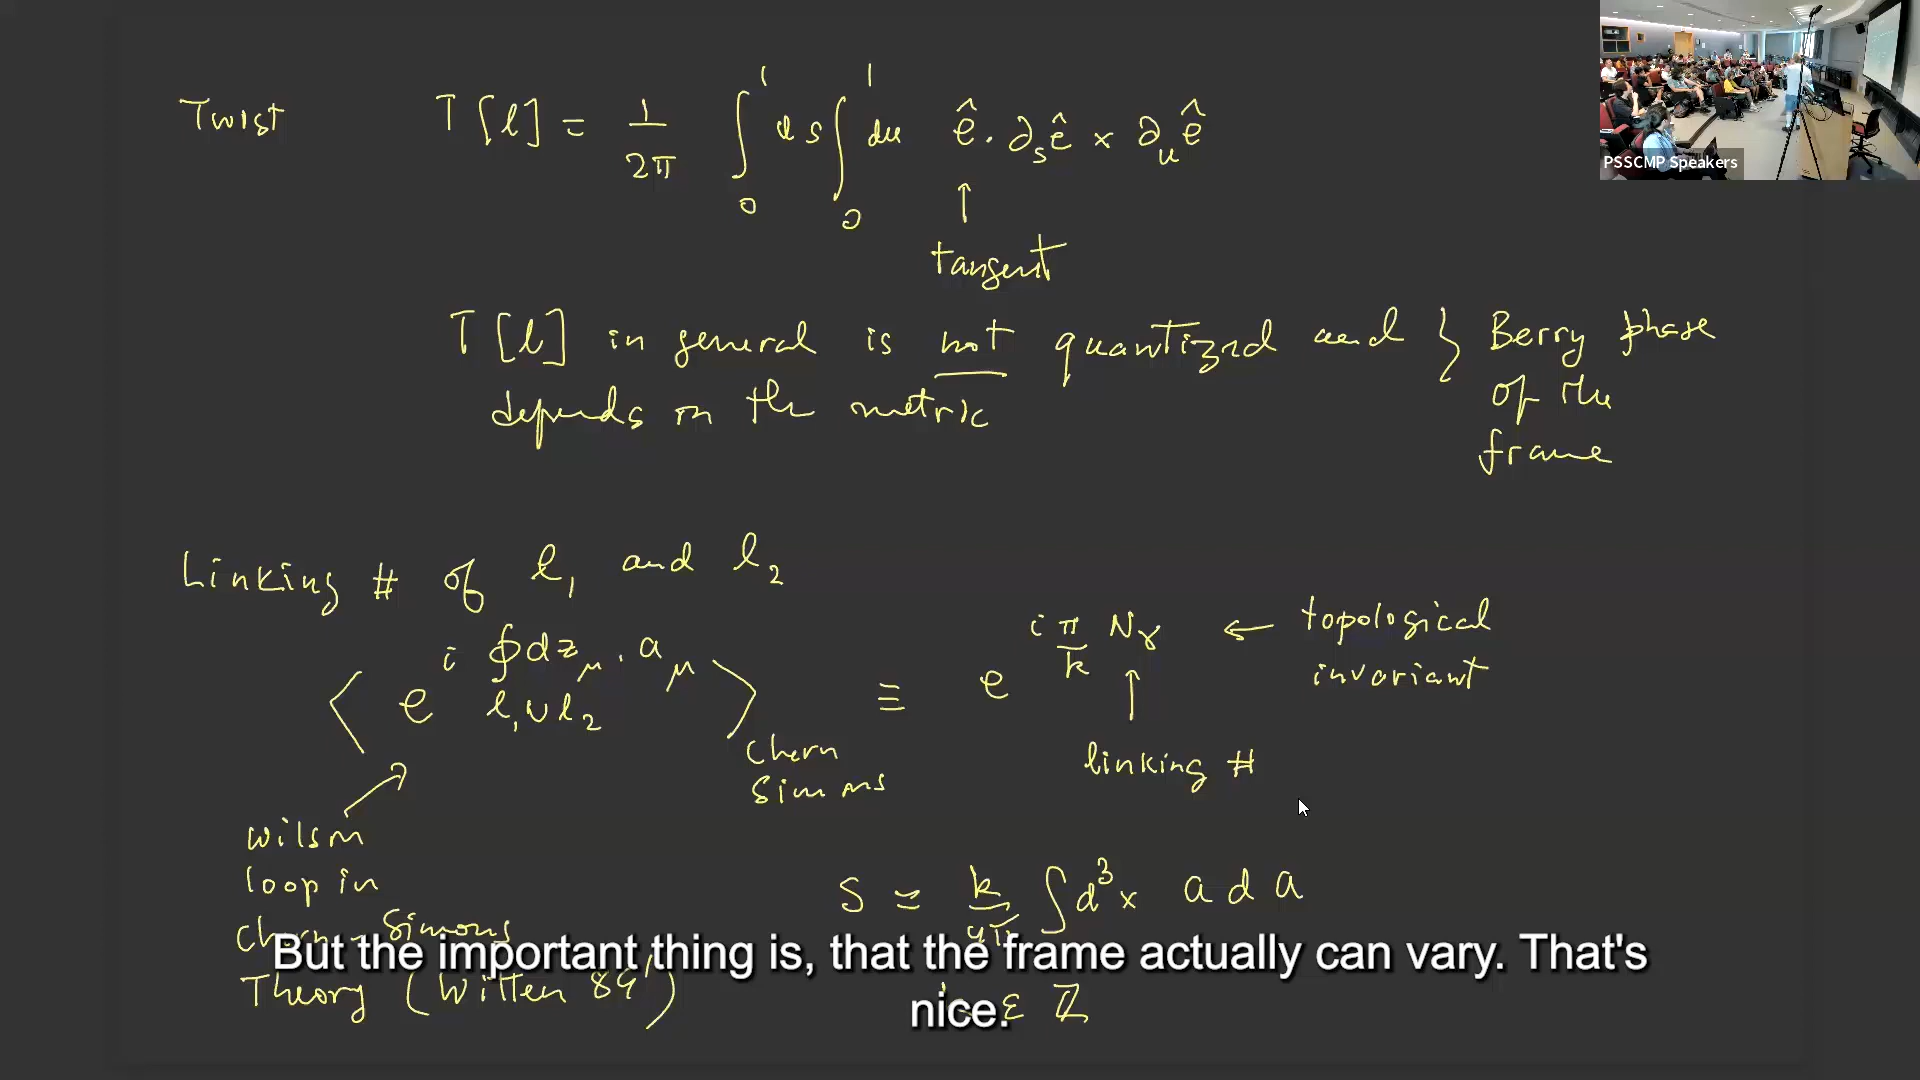 PSSCMP Speakers
Twist T[l] = 1/2π ∫₀¹ ds ∫₀¹ du ê · ∂ₛê × ∂ᵤê
↑
tangent
T[l] in general is not quantized and } Berry phase
depends on the metric
of the
frame
Linking # of l₁ and l₂
⟨ e^{i ∮_{l₁∪l₂} dz_μ · a_μ} ⟩ Chern Simons ≡ e^{i π/k N_γ} ← topological
invariant
↑
linking #
Wilson
loop in
Chern-Simons
Theory (Witten 89')
S = k/4π ∫ d³x a d a
∈ ℤ
But the important thing is, that the frame actually can vary. That's
nice.